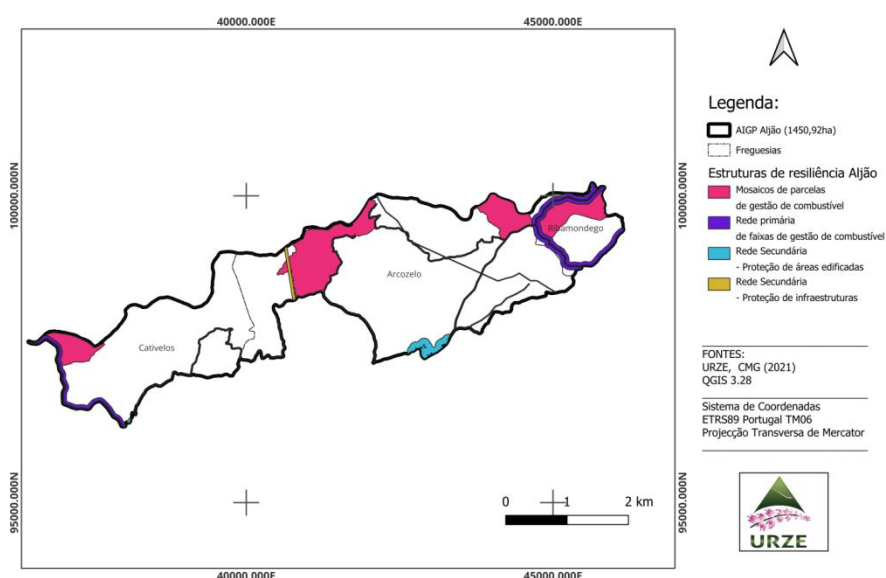 40000.000E
45000.000E
100000.000N
100000.000N
95000.000N
95000.000N
Ribamondego
Arcozelo
Cativelos
0 1 2 km
40000.000E
45000.000E
Legenda:
AIGP Aljão (1450,92ha)
Freguesias
Estruturas de resiliência Aljão
Mosaicos de parcelas
de gestão de combustível
Rede primária
de faixas de gestão de combustível
Rede Secundária
- Proteção de áreas edificadas
Rede Secundária
- Proteção de infraestruturas
FONTES:
URZE, CMG (2021)
QGIS 3.28
Sistema de Coordenadas
ETRS89 Portugal TM06
Projecção Transversa de Mercator
URZE